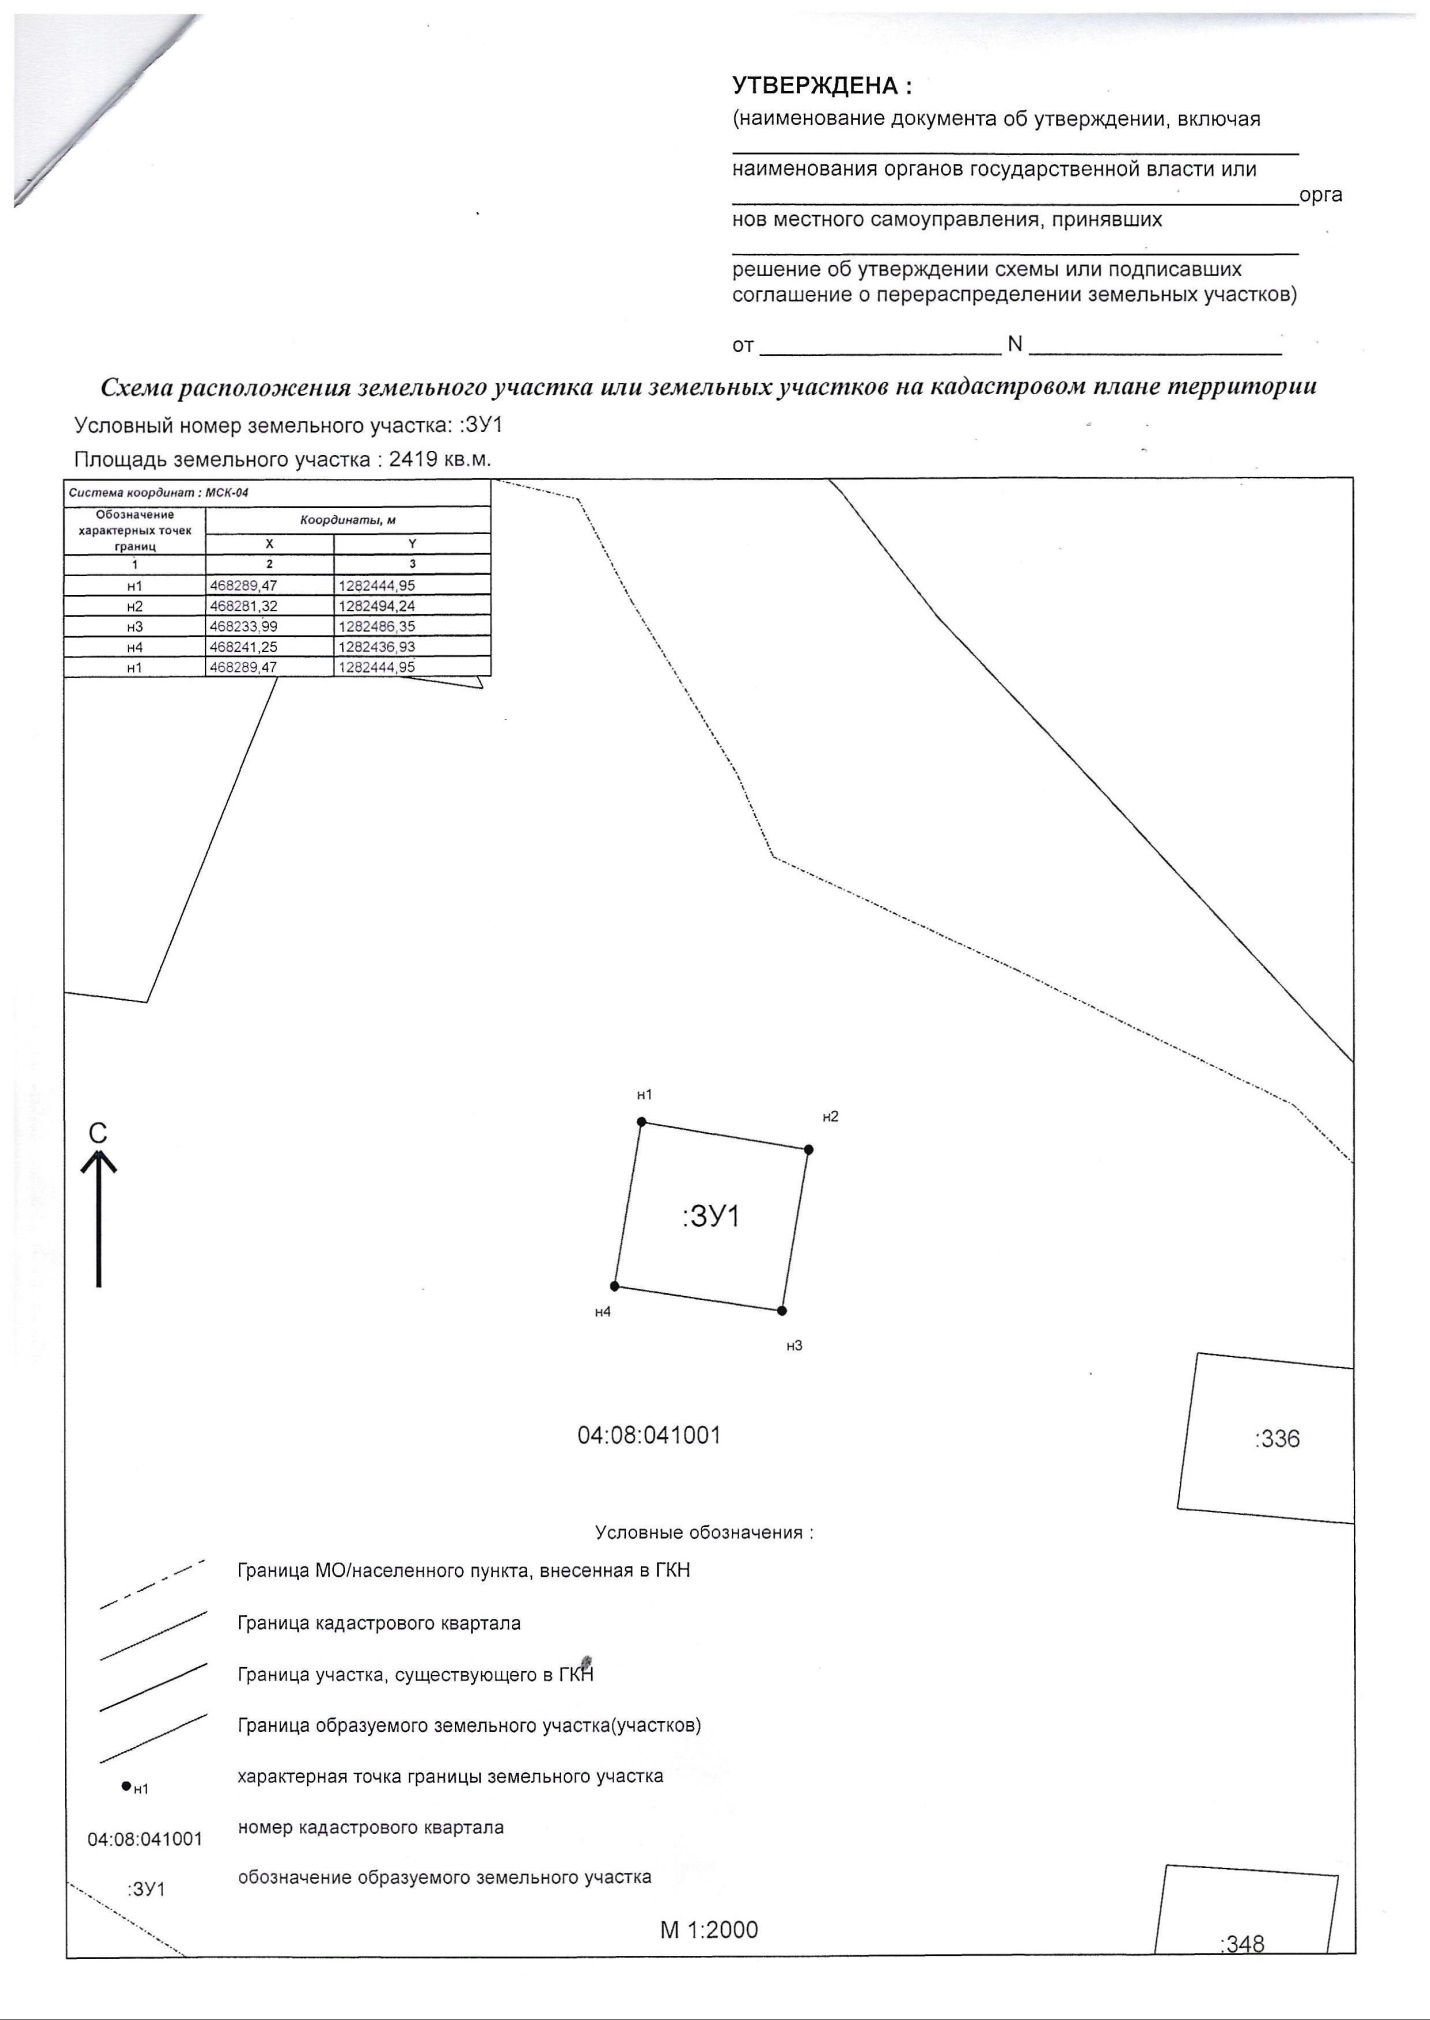 УТВЕРЖДЕНА :
(наименование документа об утверждении, включая
наименования органов государственной власти или
орга
нов местного самоуправления, принявших
решение об утверждении схемы или подписавших
соглашение о перераспределении земельных участков)
от N
Схема расположения земельного участка или земельных участков на кадастровом плане территории
Условный номер земельного участка: :ЗУ1
Площадь земельного участка : 2419 кв.м.
Система координат : МСК-04
Обозначение характерных точек границ Координаты, м
X Y
1 2 3
н1 468289,47 1282444,95
н2 468281,32 1282494,24
н3 468233,99 1282486,35
н4 468241,25 1282436,93
н1 468289,47 1282444,95
н1
н2
С
:ЗУ1
н4
н3
04:08:041001
:336
Условные обозначения :
Граница МО/населенного пункта, внесенная в ГКН
Граница кадастрового квартала
Граница участка, существующего в ГКН
Граница образуемого земельного участка(участков)
н1 характерная точка границы земельного участка
04:08:041001 номер кадастрового квартала
:ЗУ1 обозначение образуемого земельного участка
М 1:2000
:348